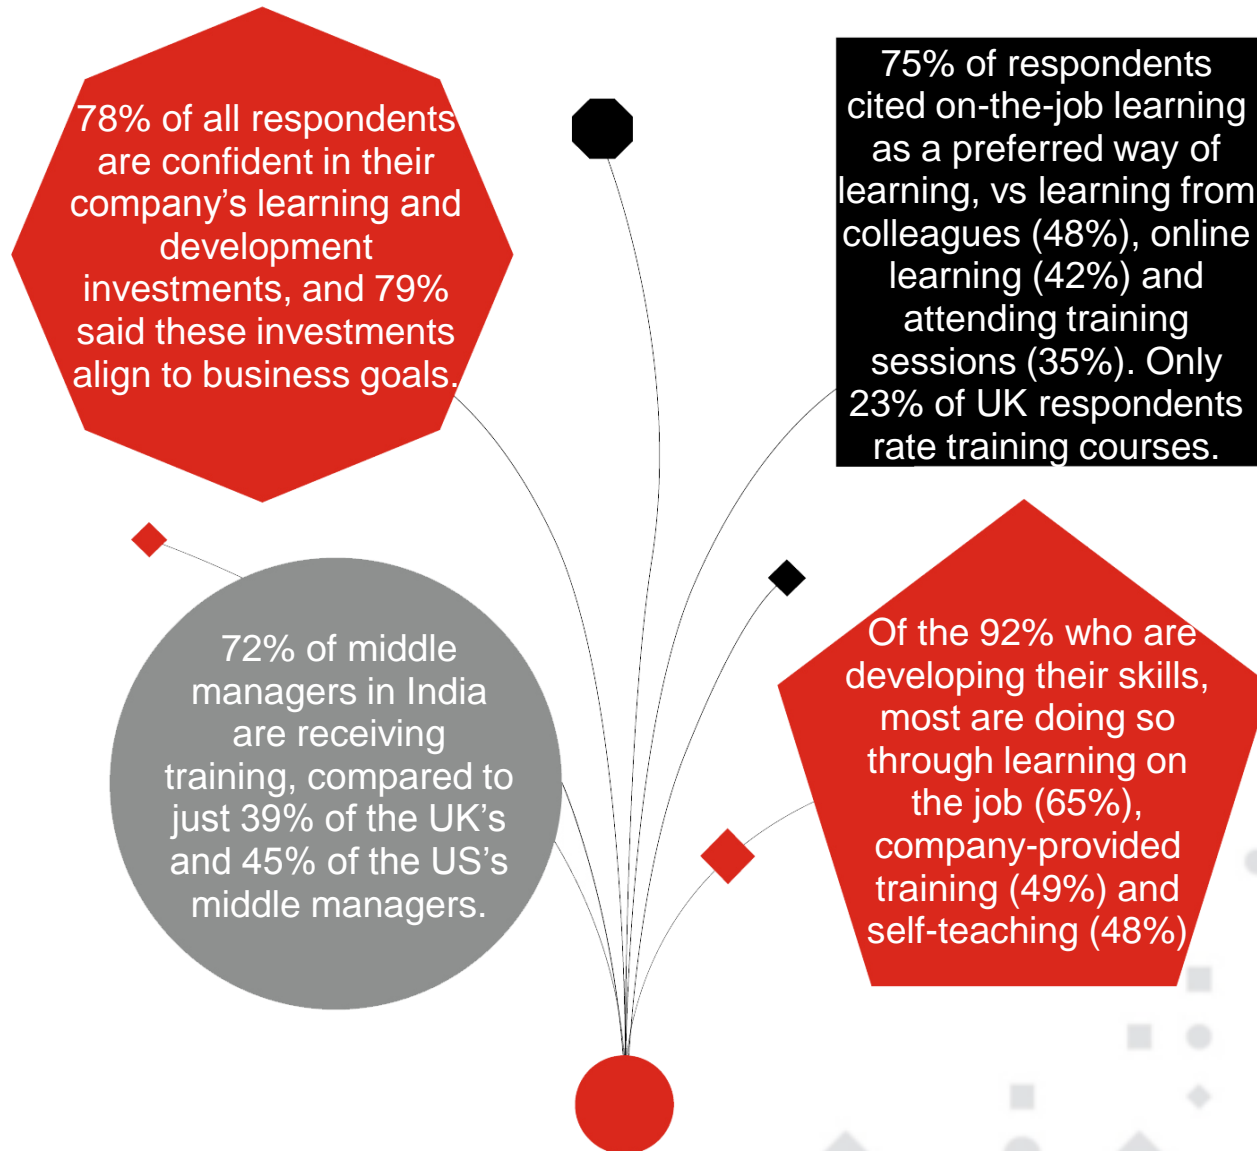 78% of all respondents
are confident in their
company’s learning and
development
investments, and 79%
said these investments
align to business goals.
75% of respondents
cited on-the-job learning
as a preferred way of
learning, vs learning from
colleagues (48%), online
learning (42%) and
attending training
sessions (35%). Only
23% of UK respondents
rate training courses.
72% of middle
managers in India
are receiving
training, compared to
just 39% of the UK’s
and 45% of the US’s
middle managers.
Of the 92% who are
developing their skills,
most are doing so
through learning on
the job (65%),
company-provided
training (49%) and
self-teaching (48%)